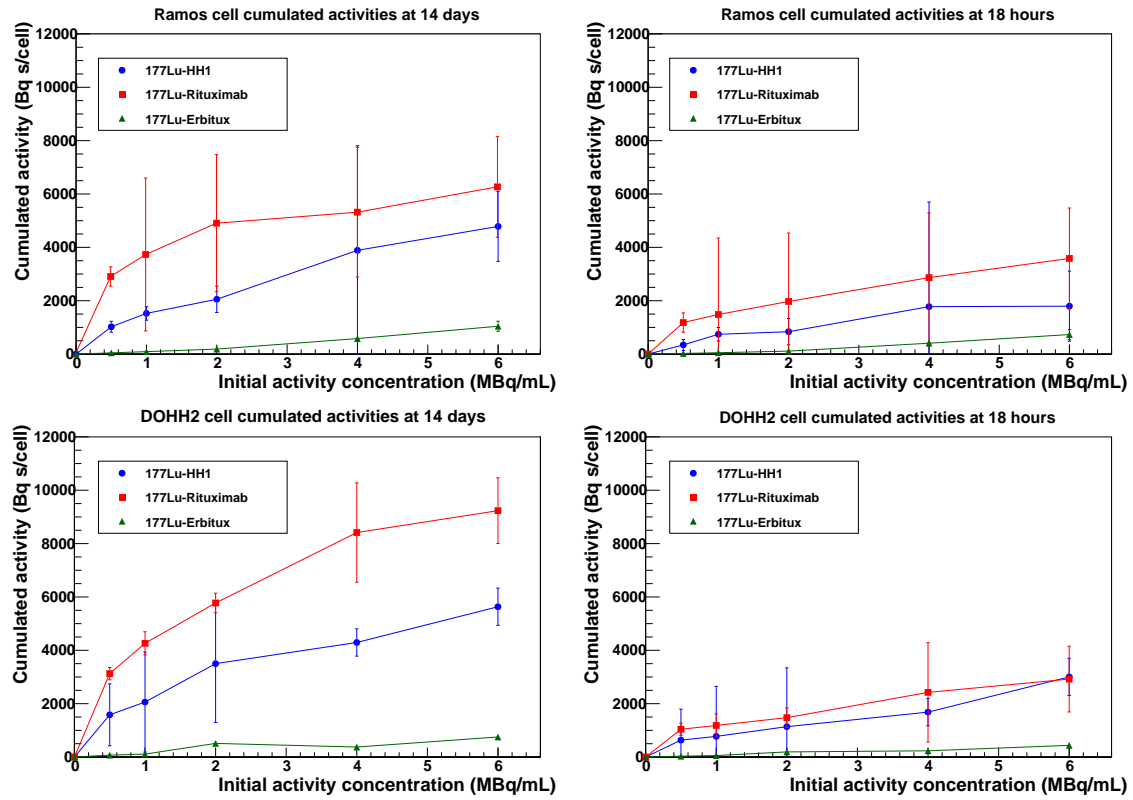 Ramos cell cumulated activities at 14 days
Cumulated activity (Bq s/cell)
12000
10000
8000
6000
4000
2000
0
177Lu-HH1
177Lu-Rituximab
177Lu-Erbitux
0 1 2 3 4 5 6
Initial activity concentration (MBq/mL)
Ramos cell cumulated activities at 18 hours
Cumulated activity (Bq s/cell)
12000
10000
8000
6000
4000
2000
0
177Lu-HH1
177Lu-Rituximab
177Lu-Erbitux
0 1 2 3 4 5 6
Initial activity concentration (MBq/mL)
DOHH2 cell cumulated activities at 14 days
Cumulated activity (Bq s/cell)
12000
10000
8000
6000
4000
2000
0
177Lu-HH1
177Lu-Rituximab
177Lu-Erbitux
0 1 2 3 4 5 6
Initial activity concentration (MBq/mL)
DOHH2 cell cumulated activities at 18 hours
Cumulated activity (Bq s/cell)
12000
10000
8000
6000
4000
2000
0
177Lu-HH1
177Lu-Rituximab
177Lu-Erbitux
0 1 2 3 4 5 6
Initial activity concentration (MBq/mL)